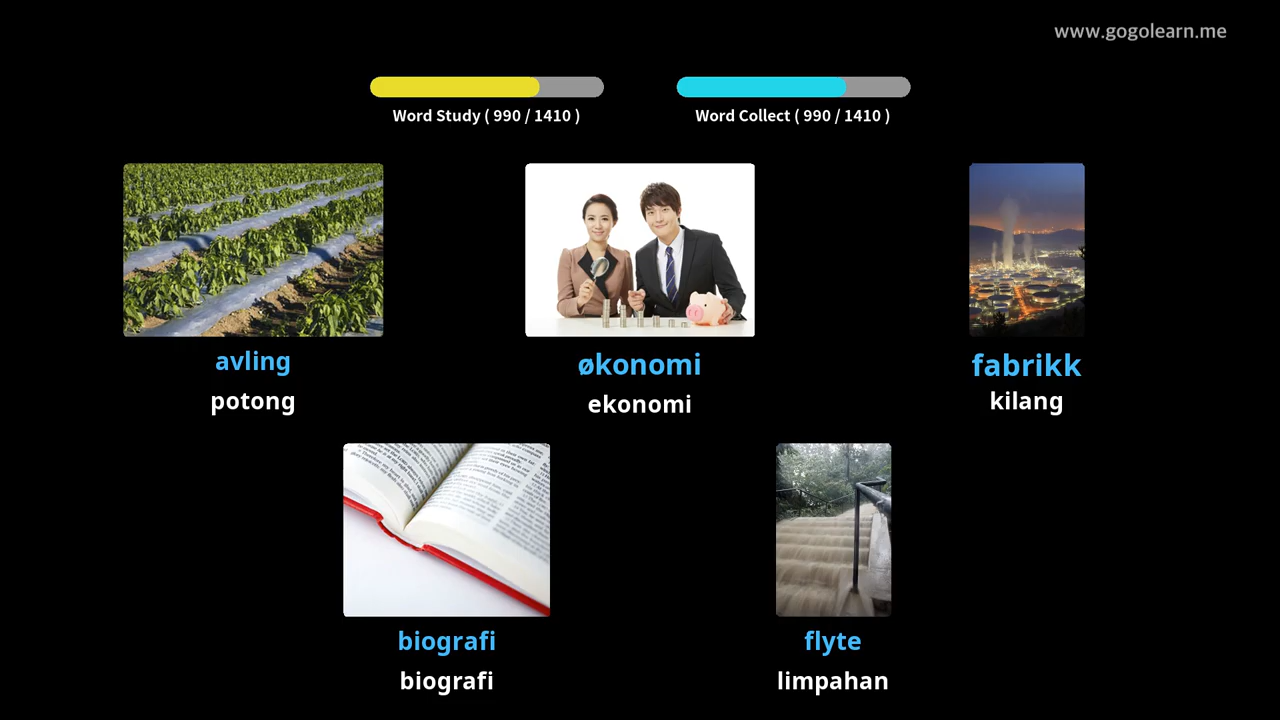 www.gogolearn.me
Word Study ( 990 / 1410 )
Word Collect ( 990 / 1410 )
avling
potong
økonomi
ekonomi
fabrikk
kilang
biografi
biografi
flyte
limpahan